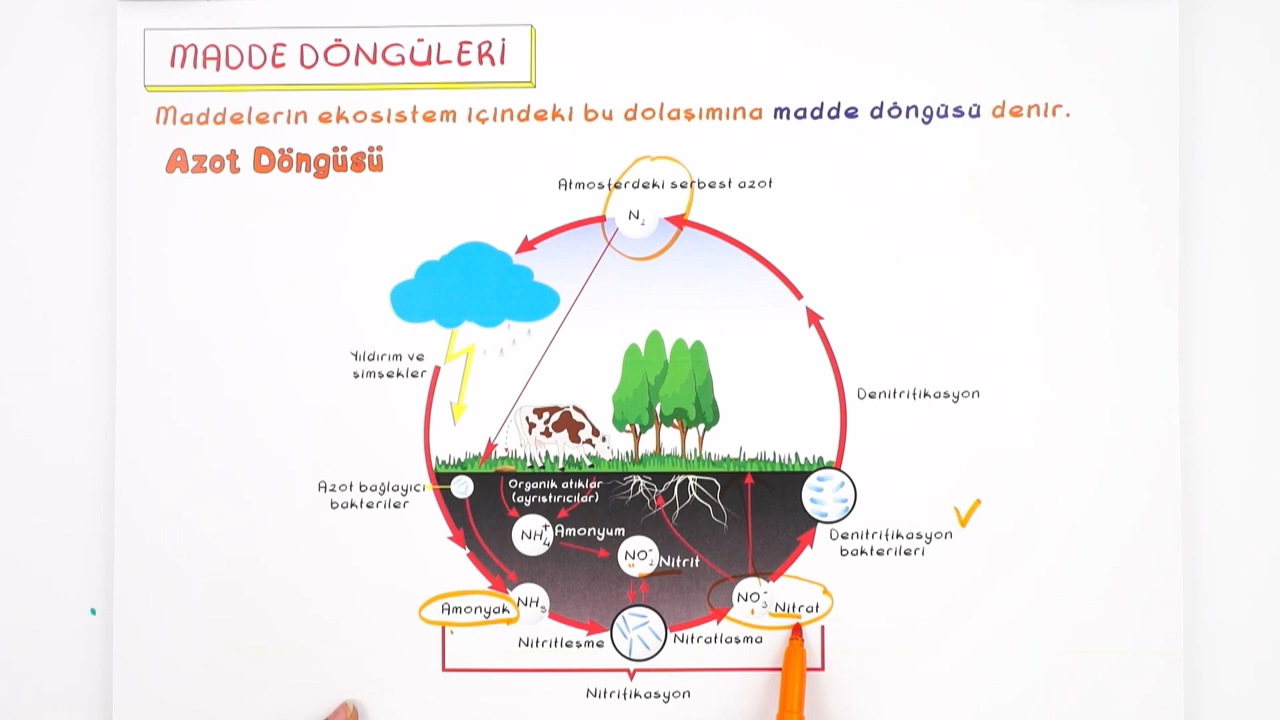 MADDE DÖNGÜLERİ
Maddelerin ekosistem içindeki bu dolaşımına madde döngüsü denir.
Azot Döngüsü
Atmosferdeki serbest azot
N₂
Yıldırım ve
şimşekler
Denitrifikasyon
Azot bağlayıcı
bakteriler
Organik atıklar
(ayrıştırıcılar)
NH₄⁺ Amonyum
NO₂⁻ Nitrit
Denitrifikasyon
bakterileri
Amonyak NH₃
NO₃⁻ Nitrat
Nitritleşme
Nitratlaşma
Nitrifikasyon